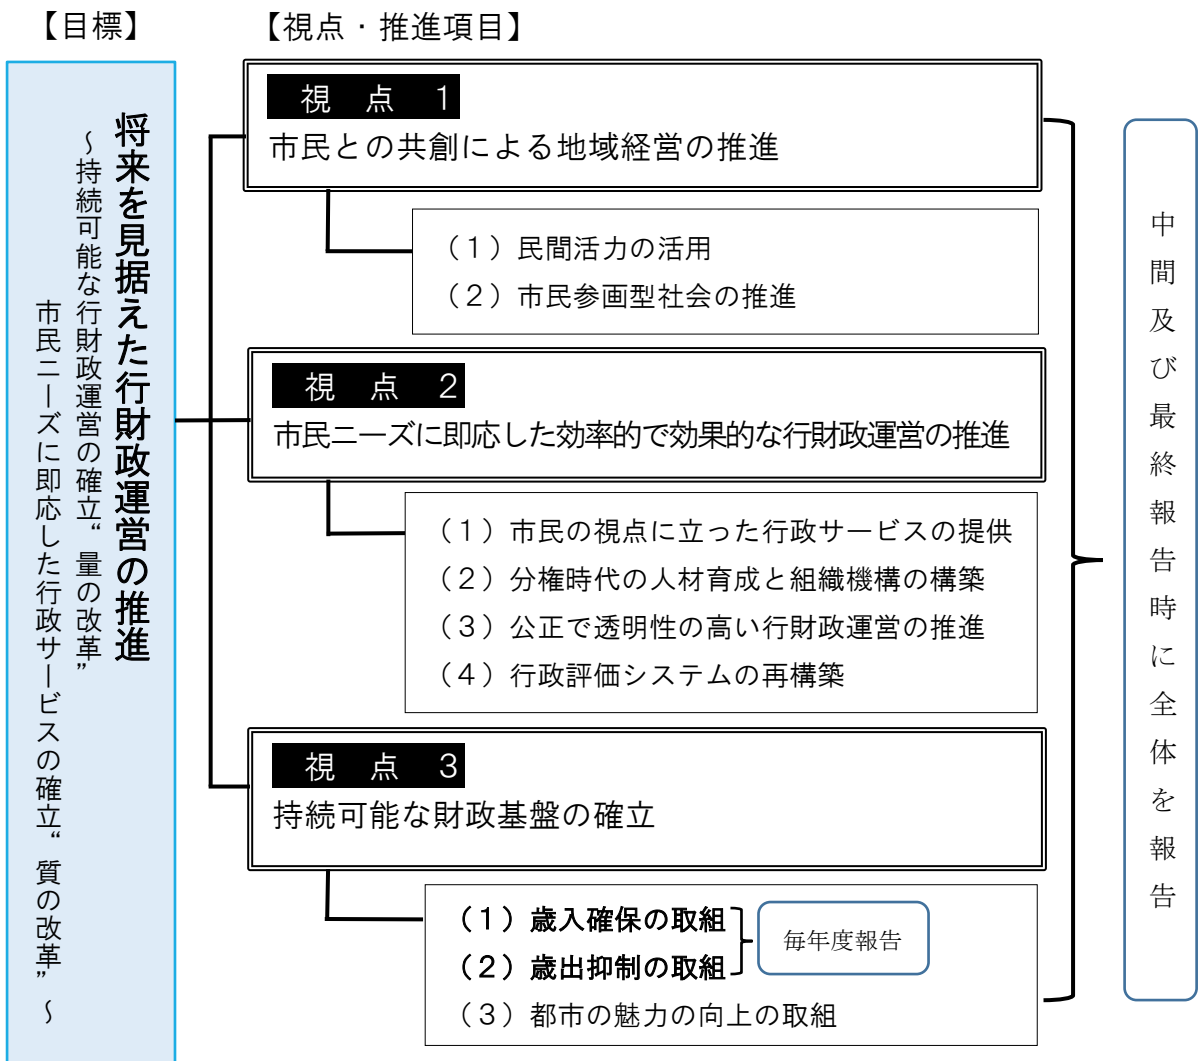 【目標】
【視点・推進項目】
将来を見据えた行財政運営の推進
～持続可能な行財政運営の確立“量の改革”
市民ニーズに即応した行政サービスの確立“質の改革”～
視 点 1
市民との共創による地域経営の推進
（１）民間活力の活用
（２）市民参画型社会の推進
視 点 2
市民ニーズに即応した効率的で効果的な行財政運営の推進
（１）市民の視点に立った行政サービスの提供
（２）分権時代の人材育成と組織機構の構築
（３）公正で透明性の高い行財政運営の推進
（４）行政評価システムの再構築
視 点 3
持続可能な財政基盤の確立
（１）歳入確保の取組
（２）歳出抑制の取組
毎年度報告
（３）都市の魅力の向上の取組
中間及び最終報告時に全体を報告